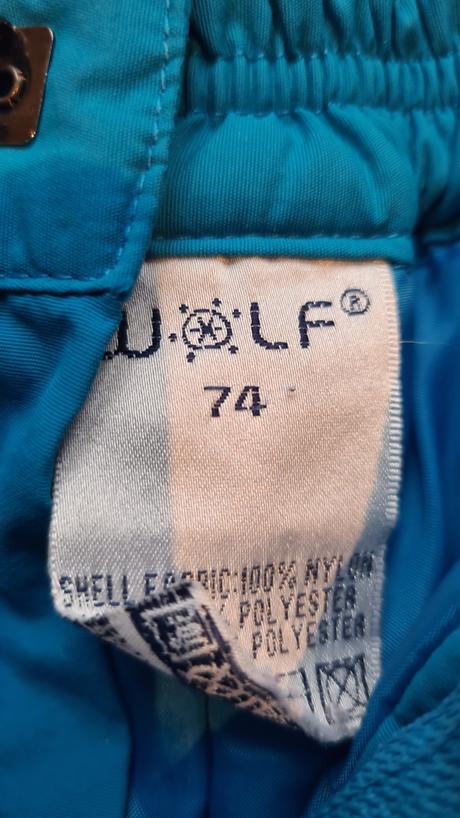 WOLF®
74
SHELL FABRIC:100% NYLON
POLYESTER
POLYESTER